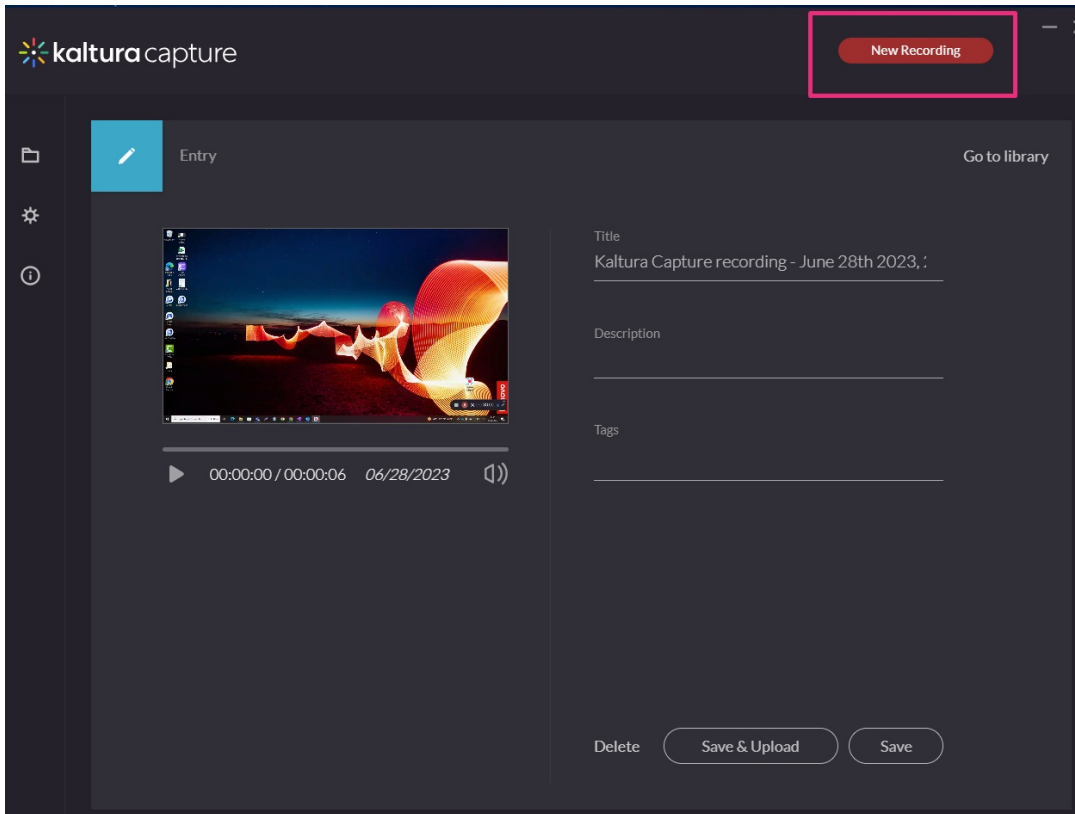 kaltura capture
New Recording
Entry
Go to library
Title
Kaltura Capture recording - June 28th 2023, :
Description
Tags
00:00:00 / 00:00:06 06/28/2023
Delete
Save & Upload
Save